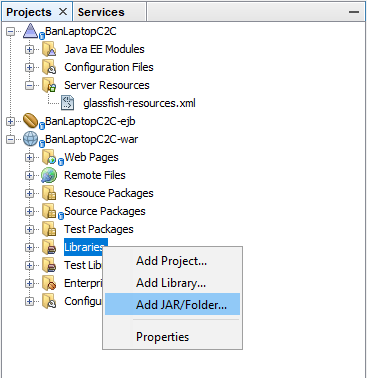 Projects Services
BanLaptopC2C
Java EE Modules
Configuration Files
Server Resources
glassfish-resources.xml
BanLaptopC2C-ejb
BanLaptopC2C-war
Web Pages
Remote Files
Resouce Packages
Source Packages
Test Packages
Libraries
Test Lib
Enterpri
Configu
Add Project...
Add Library...
Add JAR/Folder...
Properties